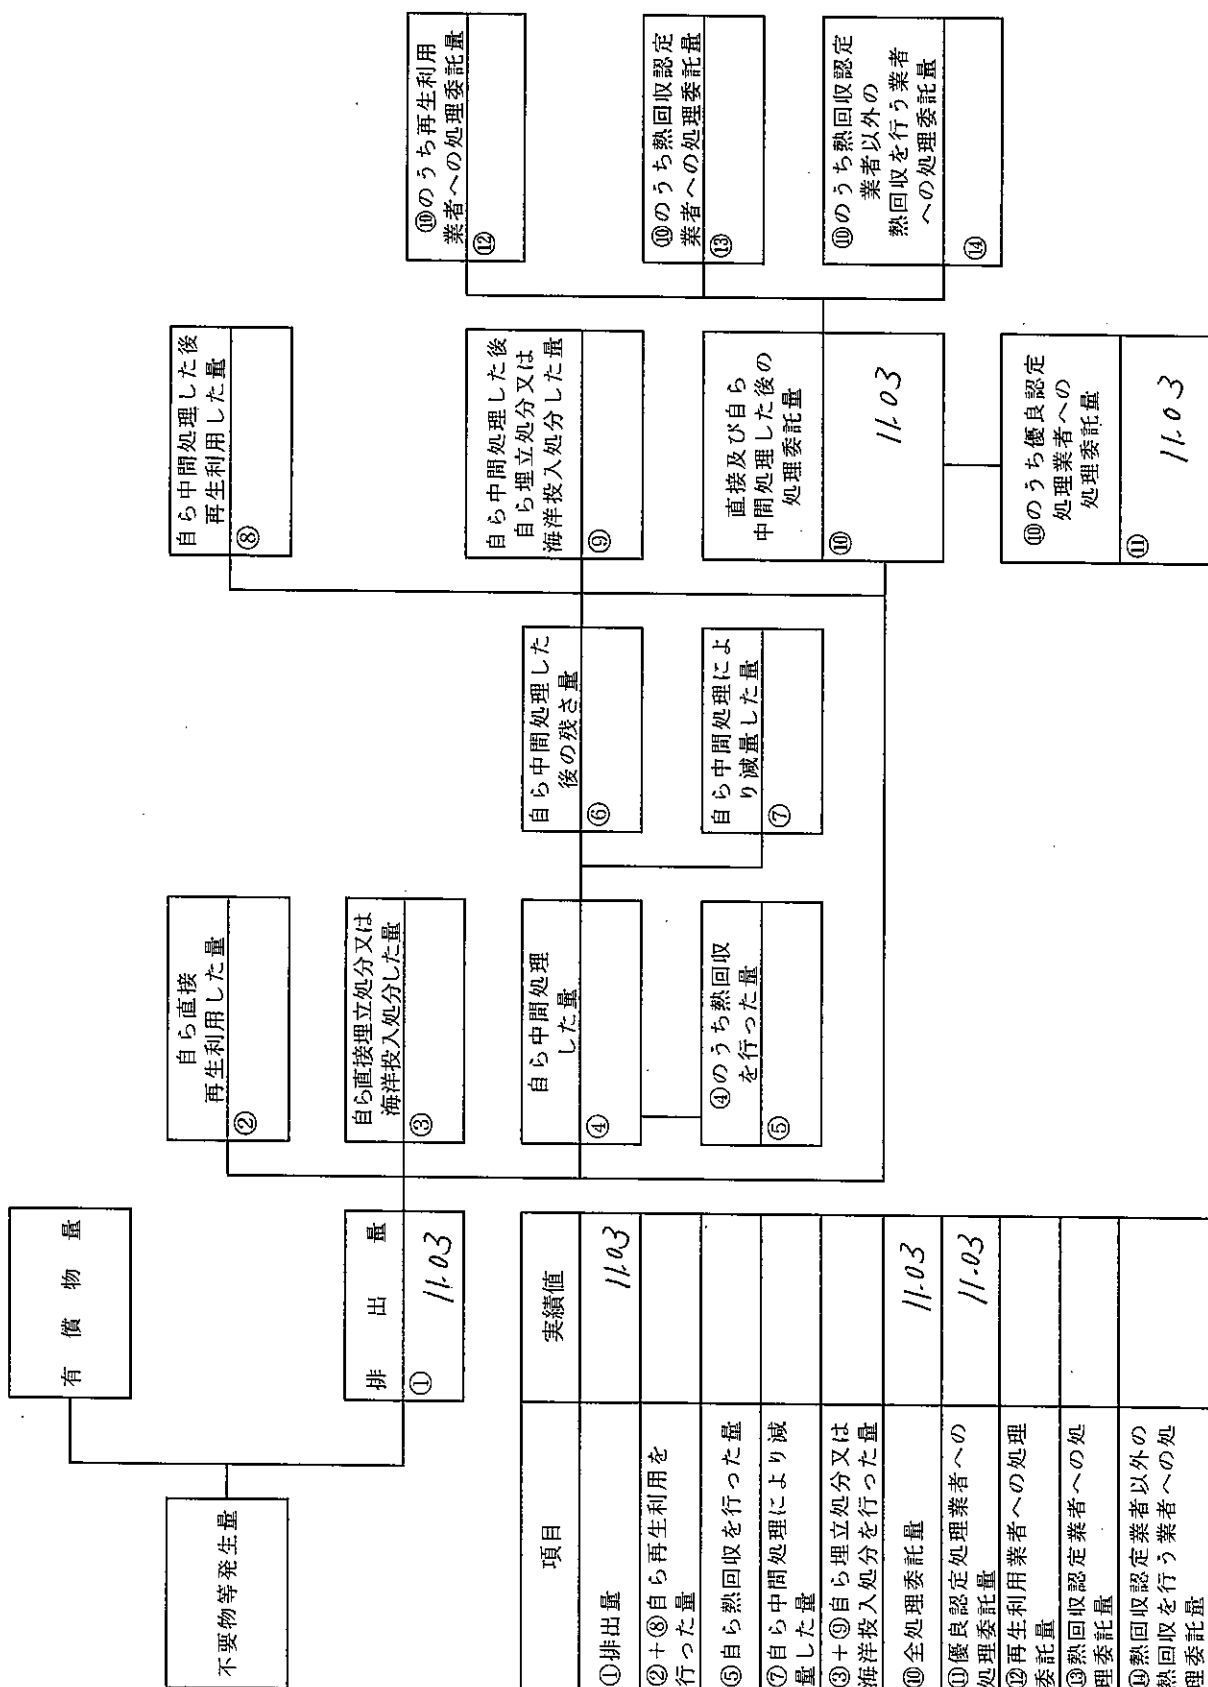 不要物等発生量
有償物量
排出量
① 11.03
自ら直接
再生利用した量
②
自ら直接埋立処分又は
海洋投入処分した量
③
自ら中間処理
した量
④
④のうち熱回収
を行った量
⑤
自ら中間処理した
後の残さ量
⑥
自ら中間処理によ
り減量した量
⑦
自ら中間処理した後
再生利用した量
⑧
自ら中間処理した後
自ら埋立処分又は
海洋投入処分した量
⑨
直接及び自ら
中間処理した後の
処理委託量
⑩ 11.03
⑩のうち優良認定
処理業者への
処理委託量
⑪ 11.03
⑩のうち再生利用
業者への処理委託量
⑫
⑩のうち熱回収認定
業者への処理委託量
⑬
⑩のうち熱回収認定
業者以外の
熱回収を行う業者
への処理委託量
⑭
項目 実績値
①排出量 11.03
②+⑧自ら再生利用を
行った量
⑤自ら熱回収を行った量
⑦自ら中間処理により減
量した量
③+⑨自ら埋立処分又は
海洋投入処分を行った量
⑩全処理委託量 11.03
⑪優良認定処理業者への
処理委託量 11.03
⑫再生利用業者への処理
委託量
⑬熱回収認定業者への処
理委託量
⑭熱回収認定業者以外の
熱回収を行う業者への処
理委託量